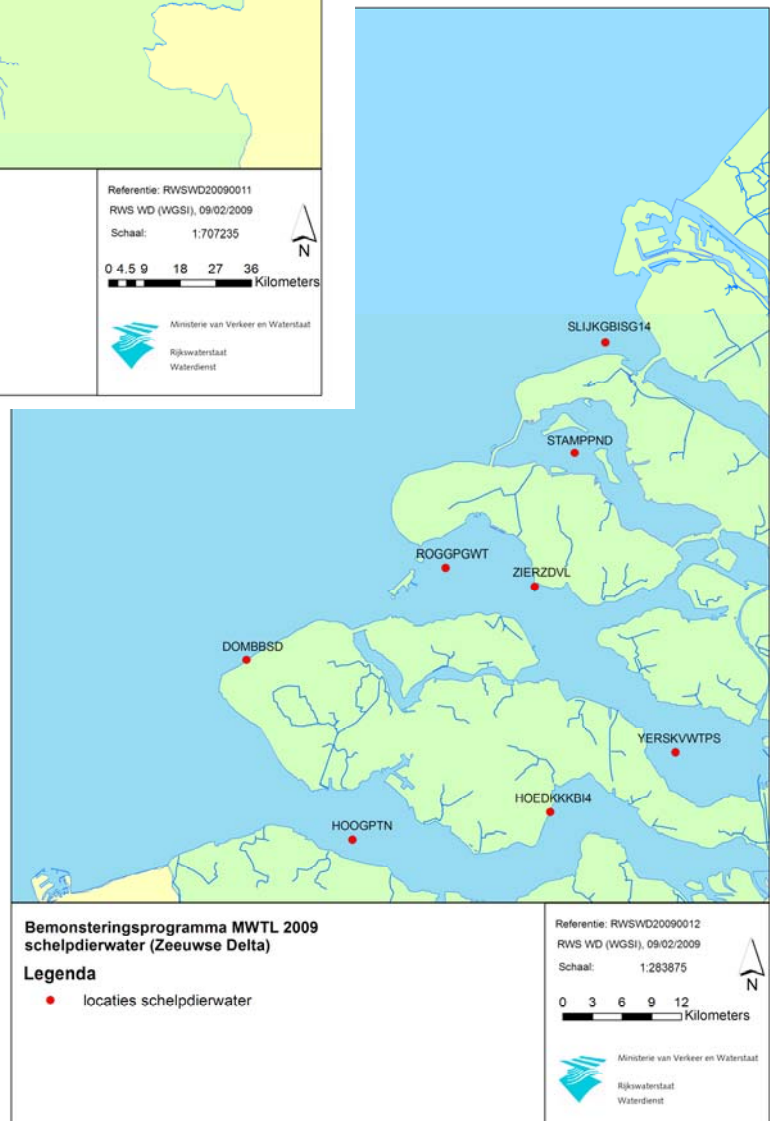 Referentie: RWSWD20090011
RWS WD (WGSI), 09/02/2009
Schaal: 1:707235
N
0 4.5 9 18 27 36
Kilometers
Ministerie van Verkeer en Waterstaat
Rijkswaterstaat
Waterdienst
SLIJKGBISG14
STAMPPND
ROGGPGWT
ZIERZDVL
DOMBBSD
YERSKVWTPS
HOEDKKKBI4
HOOGPTN
Bemonsteringsprogramma MWTL 2009
schelpdierwater (Zeeuwse Delta)
Legenda
locaties schelpdierwater
Referentie: RWSWD20090012
RWS WD (WGSI), 09/02/2009
Schaal: 1:283875
N
0 3 6 9 12
Kilometers
Ministerie van Verkeer en Waterstaat
Rijkswaterstaat
Waterdienst